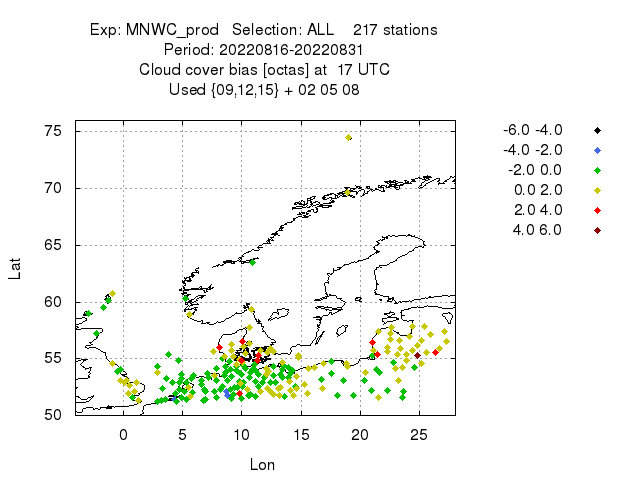 Exp: MNWC_prod   Selection: ALL    217 stations
Period: 20220816-20220831
Cloud cover bias [octas] at  17 UTC
Used {09,12,15} + 02 05 08
-6.0 -4.0
-4.0 -2.0
-2.0 0.0
0.0 2.0
2.0 4.0
4.0 6.0
75
70
65
60
55
50
Lat
0 5 10 15 20 25
Lon